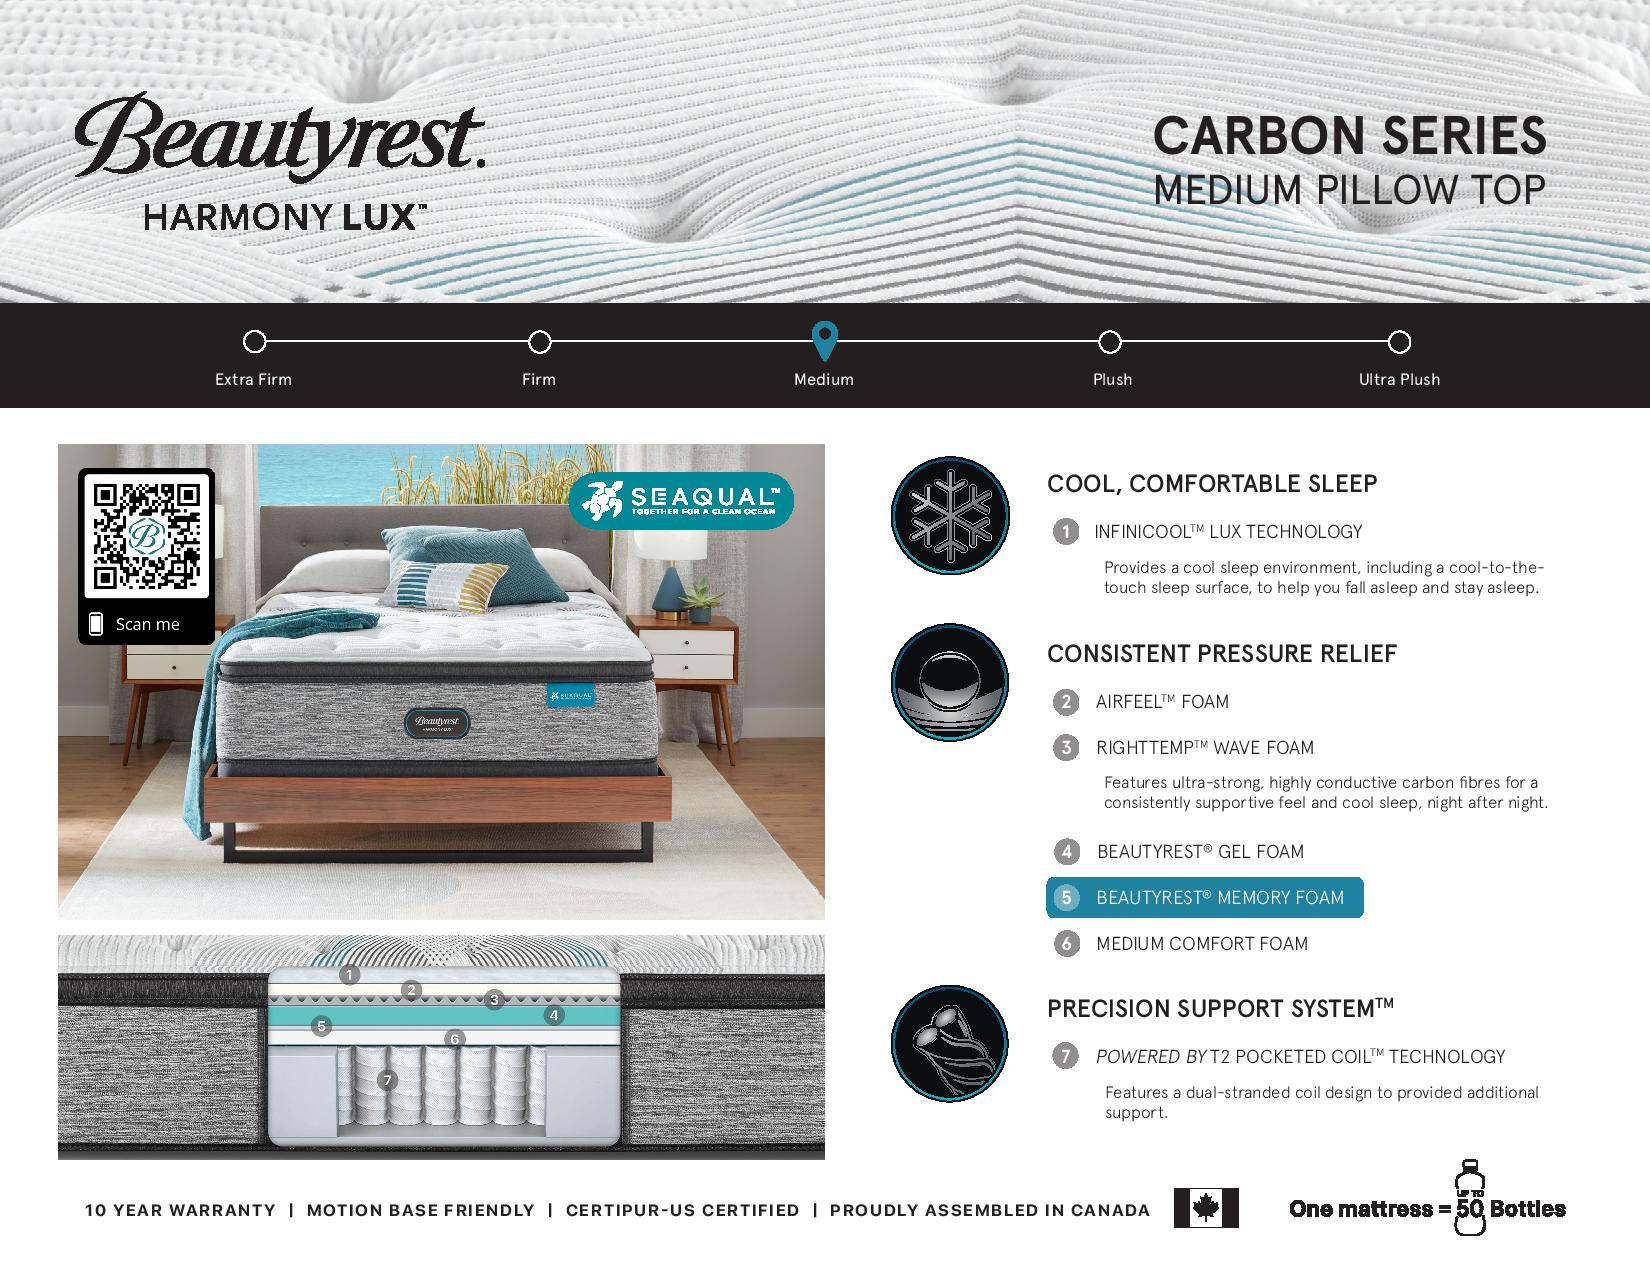 Beautyrest®
HARMONY LUX™
CARBON SERIES
MEDIUM PILLOW TOP
Extra Firm
Firm
Medium
Plush
Ultra Plush
Scan me
SEAQUAL™
TOGETHER FOR A CLEAN OCEAN
SEAQUAL
Beautyrest
HARMONY LUX
1
2
3
4
5
6
7
COOL, COMFORTABLE SLEEP
1 INFINICOOL™ LUX TECHNOLOGY
Provides a cool sleep environment, including a cool-to-the-
touch sleep surface, to help you fall asleep and stay asleep.
CONSISTENT PRESSURE RELIEF
2 AIRFEEL™ FOAM
3 RIGHTTEMP™ WAVE FOAM
Features ultra-strong, highly conductive carbon fibres for a
consistently supportive feel and cool sleep, night after night.
4 BEAUTYREST® GEL FOAM
5 BEAUTYREST® MEMORY FOAM
6 MEDIUM COMFORT FOAM
PRECISION SUPPORT SYSTEM™
7 POWERED BY T2 POCKETED COIL™ TECHNOLOGY
Features a dual-stranded coil design to provided additional
support.
10 YEAR WARRANTY | MOTION BASE FRIENDLY | CERTIPUR-US CERTIFIED | PROUDLY ASSEMBLED IN CANADA
UP TO
One mattress = 50 Bottles